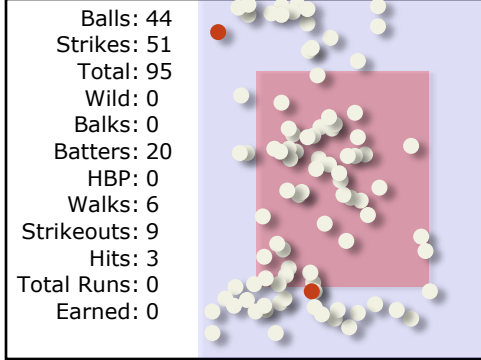 Balls: 44
Strikes: 51
Total: 95
Wild: 0
Balks: 0
Batters: 20
HBP: 0
Walks: 6
Strikeouts: 9
Hits: 3
Total Runs: 0
Earned: 0